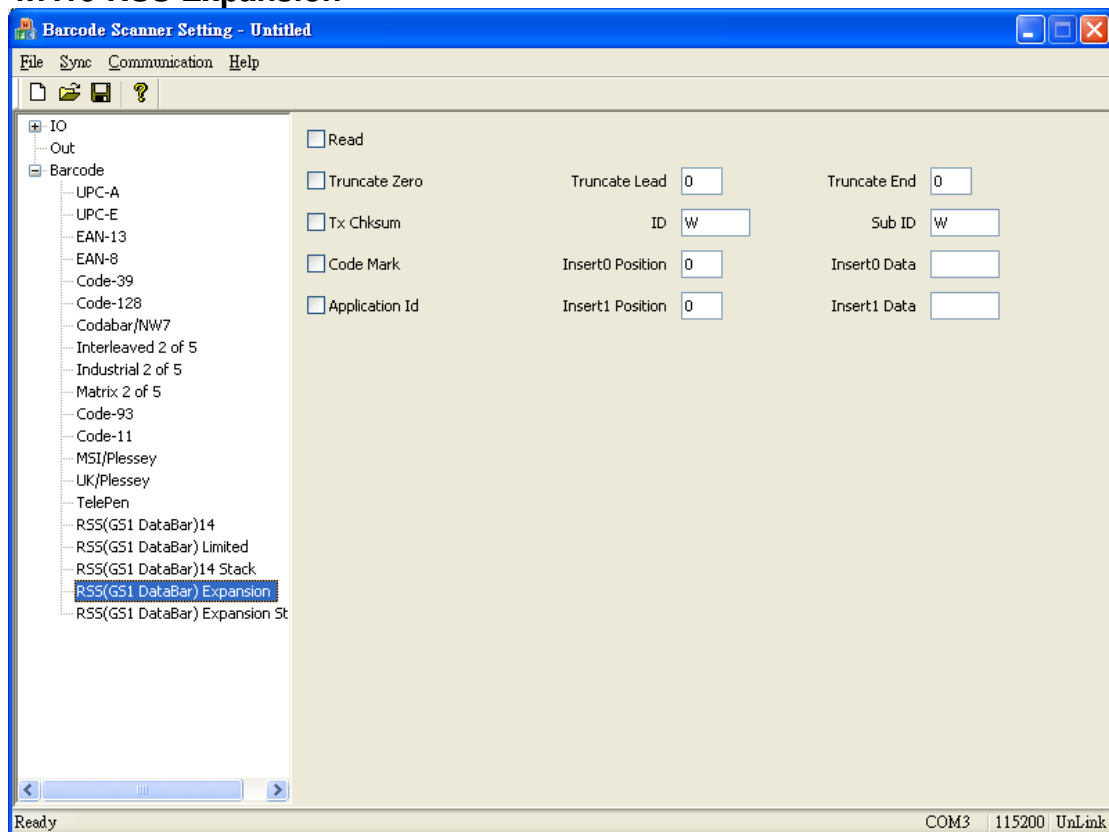 RSS Expansion
Barcode Scanner Setting - Untitled
File Sync Communication Help
IO
Out
Barcode
UPC-A
UPC-E
EAN-13
EAN-8
Code-39
Code-128
Codabar/NW7
Interleaved 2 of 5
Industrial 2 of 5
Matrix 2 of 5
Code-93
Code-11
MSI/Plessey
UK/Plessey
TelePen
RSS(GS1 DataBar)14
RSS(GS1 DataBar) Limited
RSS(GS1 DataBar)14 Stack
RSS(GS1 DataBar) Expansion
RSS(GS1 DataBar) Expansion St
Read
Truncate Zero Truncate Lead 0 Truncate End 0
Tx Chksum ID W Sub ID W
Code Mark Insert0 Position 0 Insert0 Data
Application Id Insert1 Position 0 Insert1 Data
Ready COM3 115200 UnLink